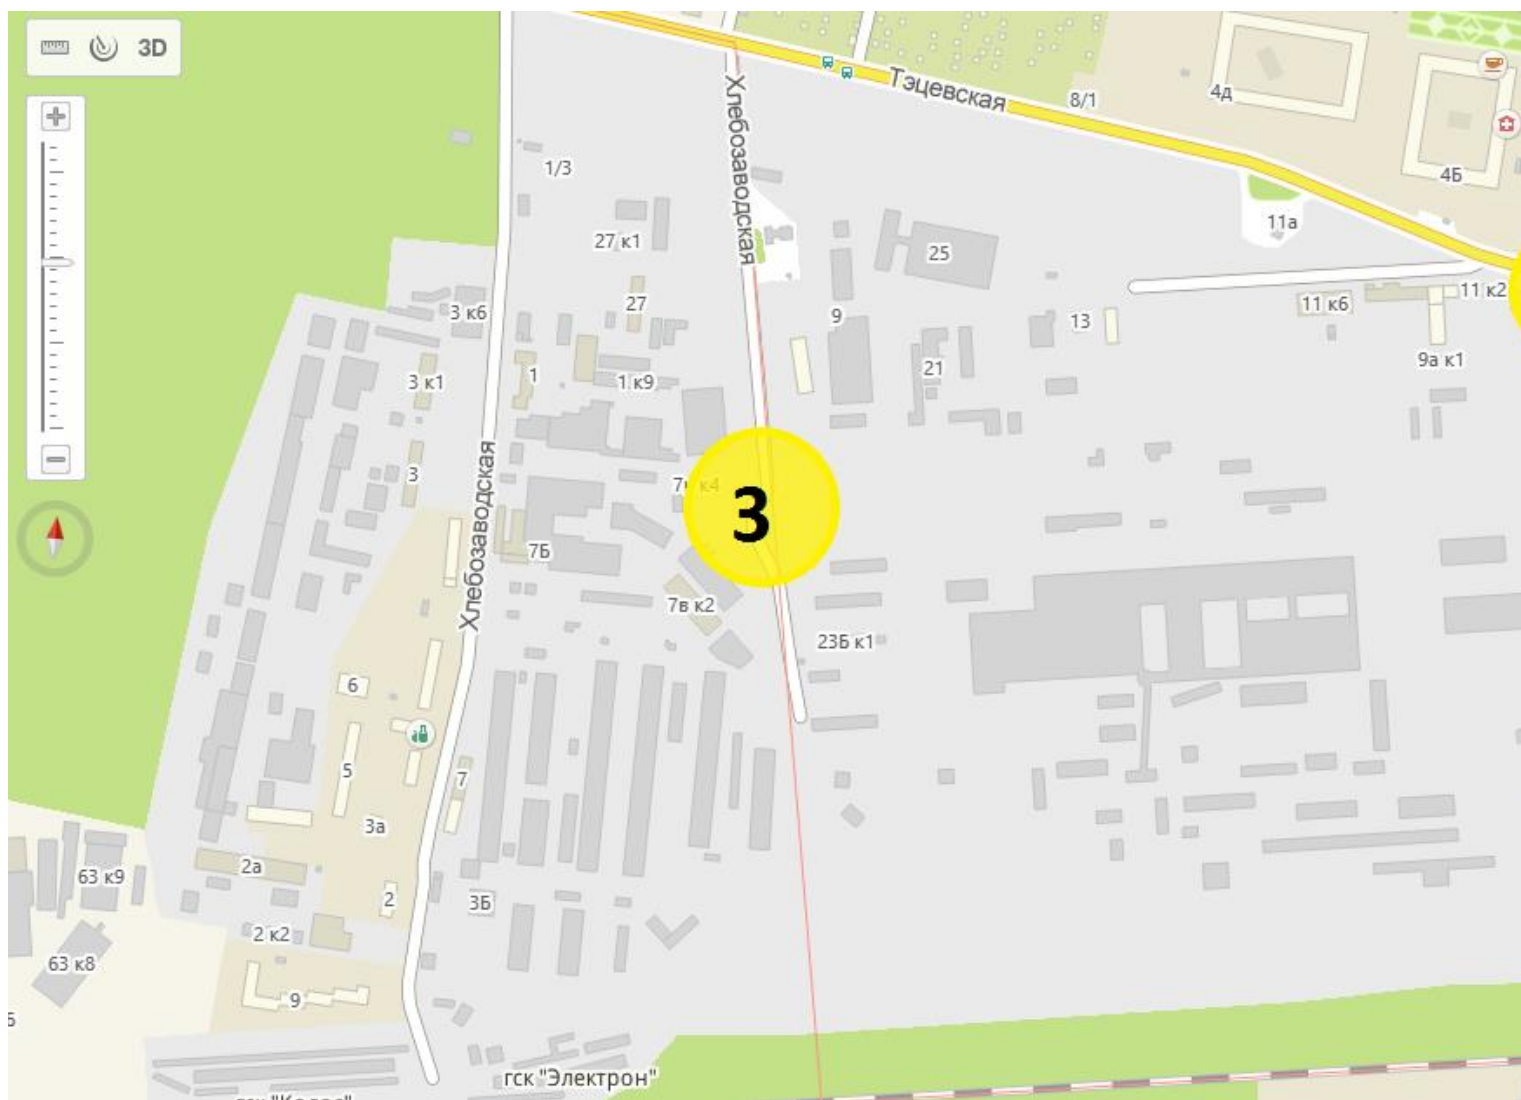 3D
Тэцевская
8/1
4д
4Б
Хлебозаводская
1/3
11а
27 к1
25
27
3 к6
9
13
11 к6
11 к2
9а к1
3 к1
1
1 к9
21
3
Хлебозаводская
3
7Б
7в к2
23Б к1
6
5
7
3а
2а
63 к9
2
3Б
2 к2
63 к8
9
гск "Электрон"